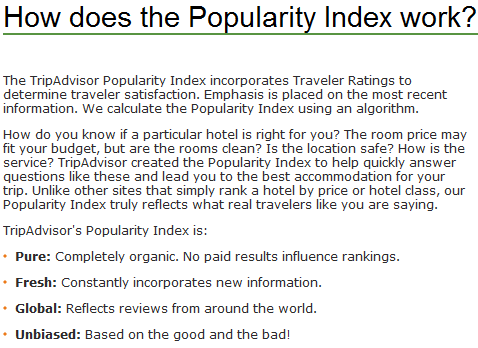 How does the Popularity Index work?
The TripAdvisor Popularity Index incorporates Traveler Ratings to
determine traveler satisfaction. Emphasis is placed on the most recent
information. We calculate the Popularity Index using an algorithm.
How do you know if a particular hotel is right for you? The room price may
fit your budget, but are the rooms clean? Is the location safe? How is the
service? TripAdvisor created the Popularity Index to help quickly answer
questions like these and lead you to the best accommodation for your
trip. Unlike other sites that simply rank a hotel by price or hotel class, our
Popularity Index truly reflects what real travelers like you are saying.
TripAdvisor's Popularity Index is:
• Pure: Completely organic. No paid results influence rankings.
• Fresh: Constantly incorporates new information.
• Global: Reflects reviews from around the world.
• Unbiased: Based on the good and the bad!